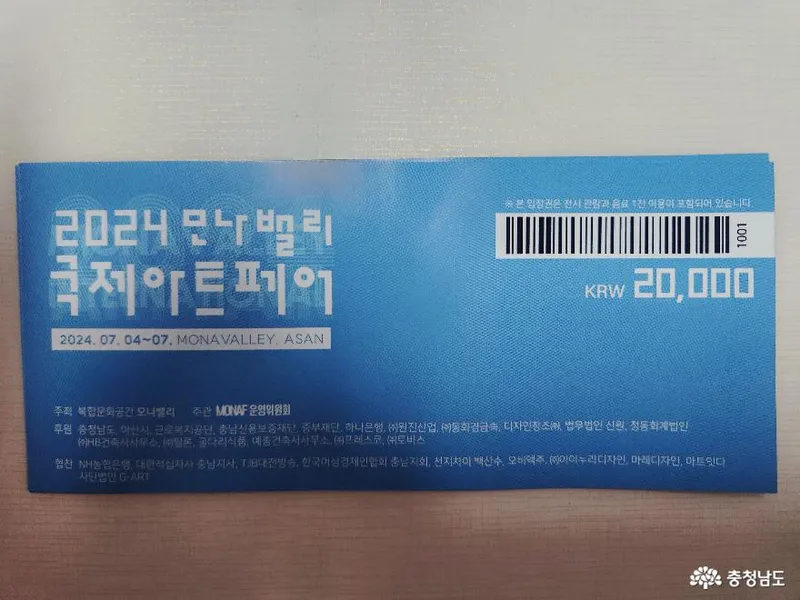 2024 모나밸리
국제아트페어
2024. 07. 04~07. MONAVALLEY. ASAN
※ 본 입장권은 전시 관람과 음료 1잔 이용이 포함되어 있습니다
1001
KRW 20,000
주최 복합문화공간 모나밸리 주관 MONAF 운영위원회
후원 충청남도, 아산시, 근로복지공단, 충남신용보증재단, 중부재단, 하나은행, ㈜원진산업, ㈜동화경금속, 디자인창조㈜, 법무법인 신원, 청동회계법인
㈜HB건축사사무소, ㈜탈론, 궁다리식품, 예종건축사사무소, ㈜프레스코, ㈜토비스
협찬 NH농협은행, 대한적십자사 충남지사, TJB대전방송, 한국여성경제인협회 충남지회, 천지차이 백산수, 오비맥주, ㈜아이누리디자인, 마레디자인, 마트잇다
사단법인 G-ART
충청남도